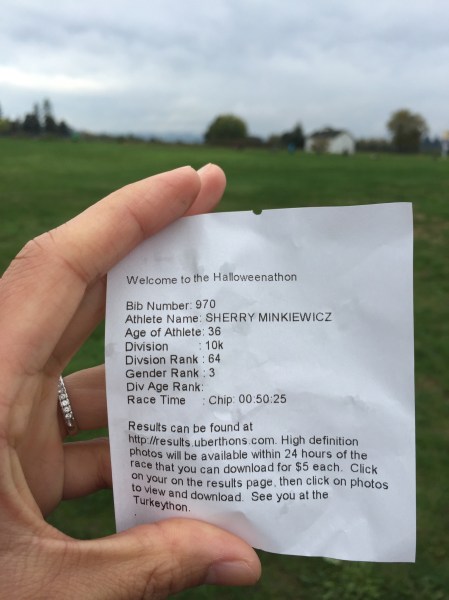 Welcome to the Halloweenathon
Bib Number: 970
Athlete Name: SHERRY MINKIEWICZ
Age of Athlete: 36
Division : 10k
Divsion Rank : 64
Gender Rank : 3
Div Age Rank:
Race Time : Chip: 00:50:25
Results can be found at
http://results.uberthons.com. High definition
photos will be available within 24 hours of the
race that you can download for $5 each. Click
on your on the results page, then click on photos
to view and download. See you at the
Turkeython.
.